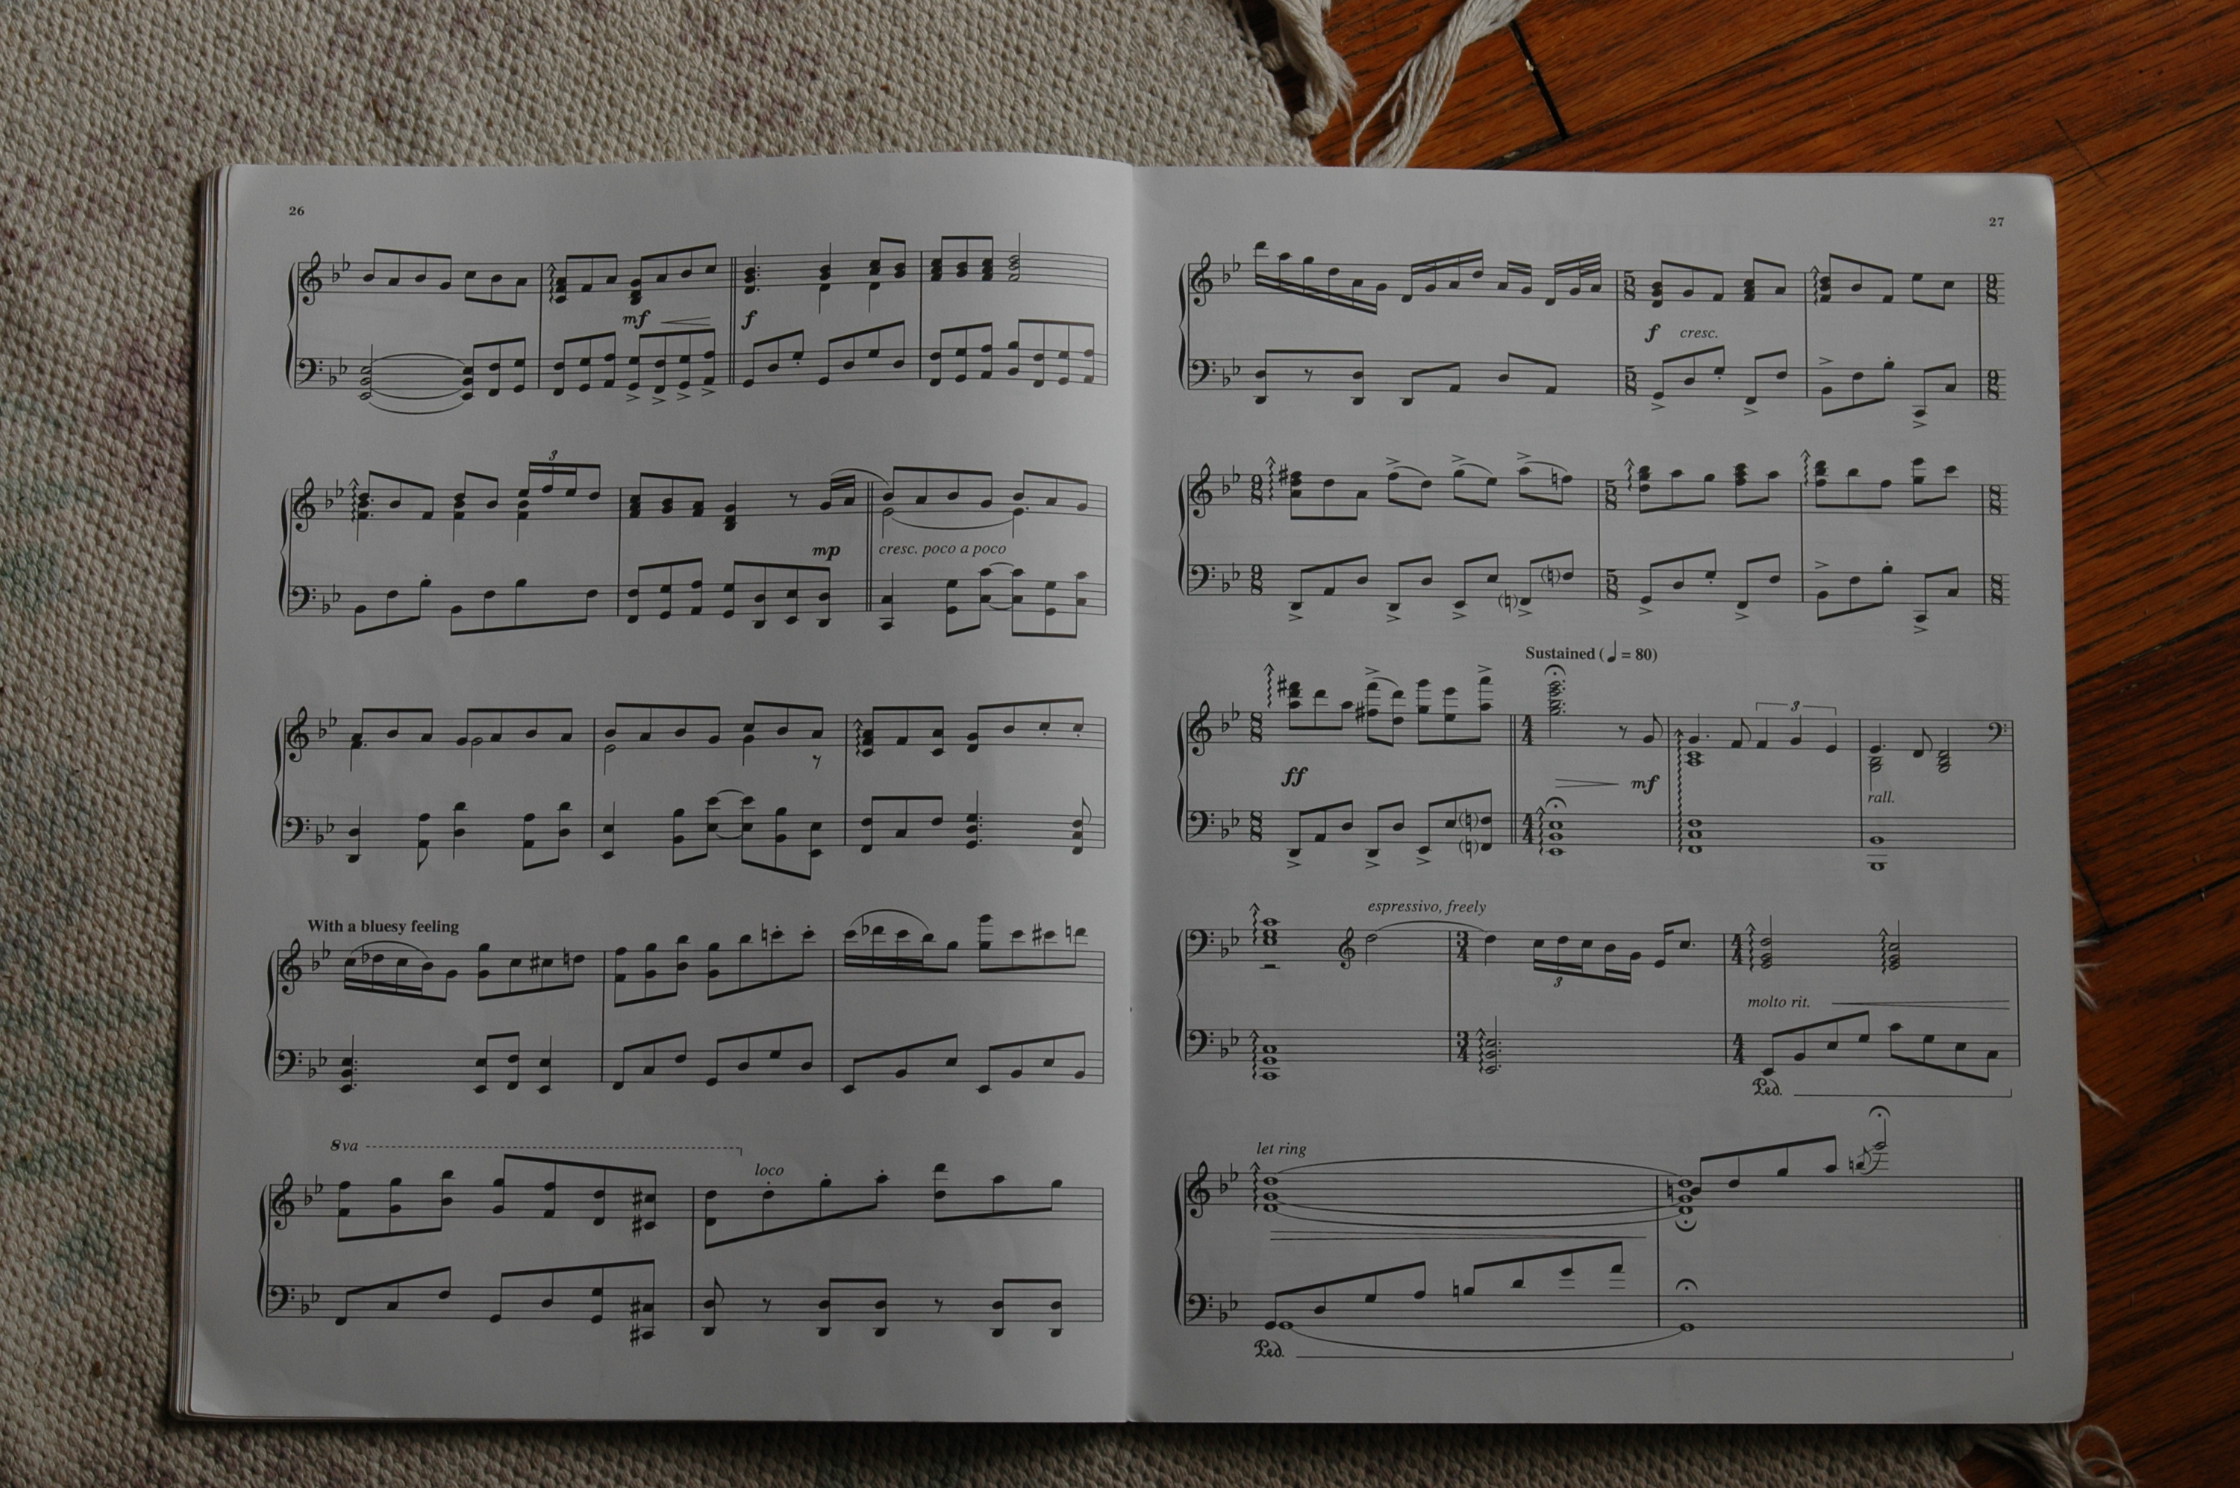 26
mf
f
3
mp
cresc. poco a poco
With a bluesy feeling
8va
loco
27
f
cresc.
Sustained (♩ = 80)
ff
mf
3
rall.
espressivo, freely
3
molto rit.
Ped.
let ring
Ped.